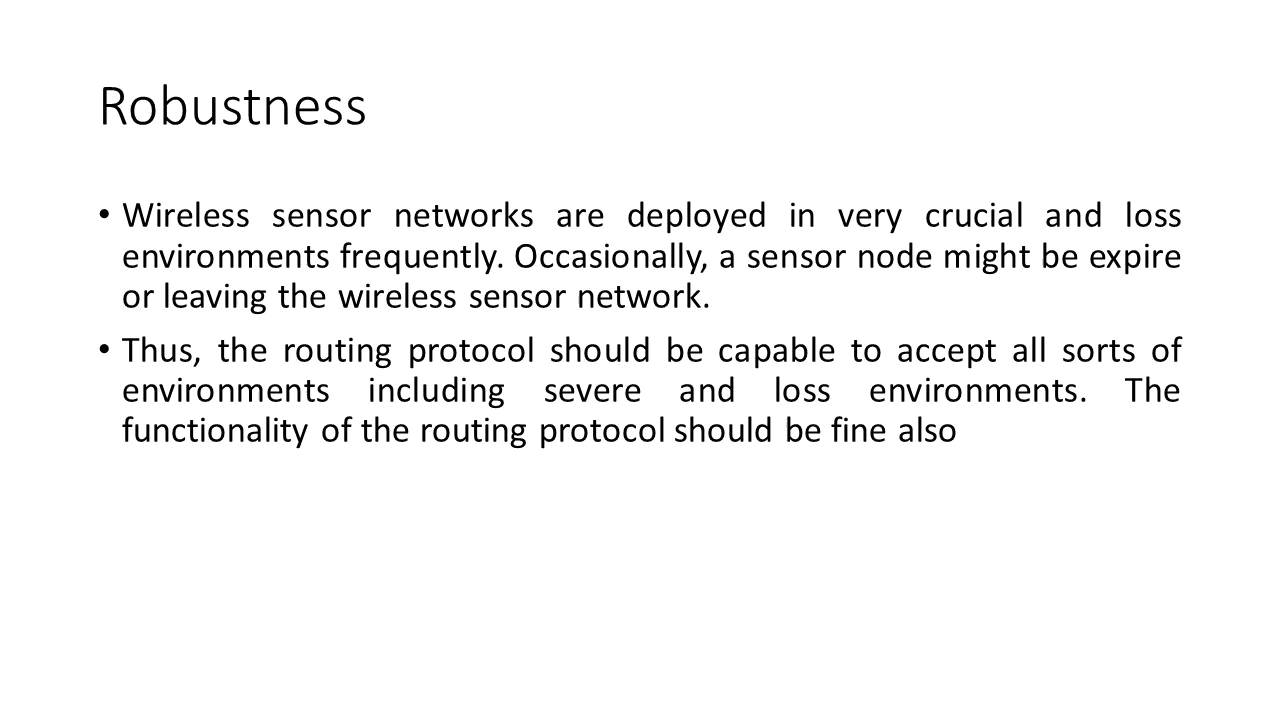 Robustness
• Wireless sensor networks are deployed in very crucial and loss
environments frequently. Occasionally, a sensor node might be expire
or leaving the wireless sensor network.
• Thus, the routing protocol should be capable to accept all sorts of
environments including severe and loss environments. The
functionality of the routing protocol should be fine also